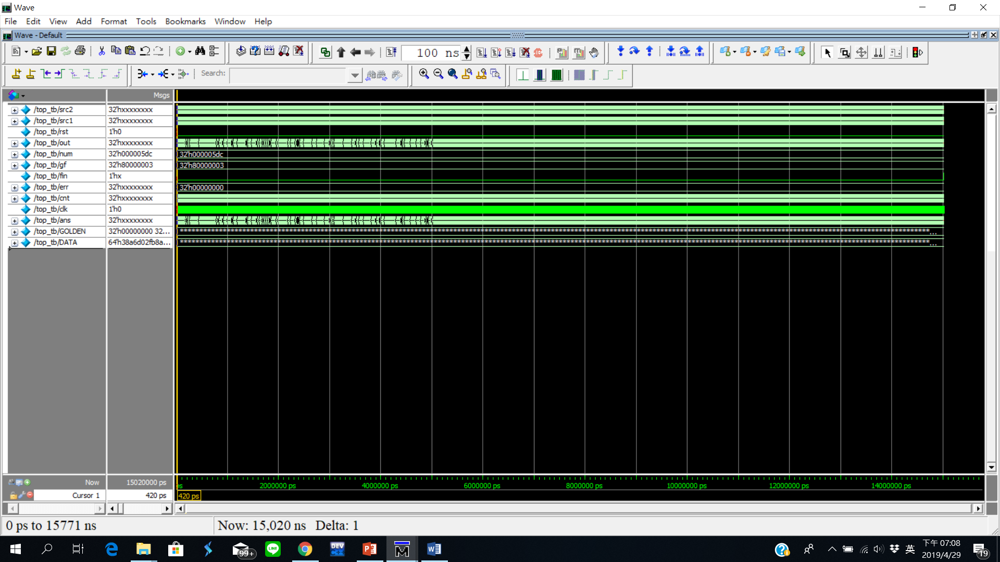 Wave
File Edit View Add Format Tools Bookmarks Window Help
Wave - Default
100 ns
Search:
Msgs
/top_tb/src2 32'hxxxxxxxx
/top_tb/src1 32'hxxxxxxxx
/top_tb/rst 1'h0
/top_tb/out 32'hxxxxxxxx
/top_tb/num 32'h000005dc 32'h000005dc
/top_tb/gf 32'h80000003 32'h80000003
/top_tb/fin 1'hx
/top_tb/err 32'hxxxxxxxx 32'h00000000
/top_tb/cnt 32'hxxxxxxxx
/top_tb/clk 1'h0
/top_tb/ans 32'hxxxxxxxx
/top_tb/GOLDEN 32'h00000000 32...
/top_tb/DATA 64'h38a6d02fb8a...
Now 15020000 ps
ps 2000000 ps 4000000 ps 6000000 ps 8000000 ps 10000000 ps 12000000 ps 14000000 ps
Cursor 1 420 ps 420 ps
0 ps to 15771 ns Now: 15,020 ns Delta: 1
99+ LINE DEV C++ P W 英 下午 07:08
2019/4/29 19